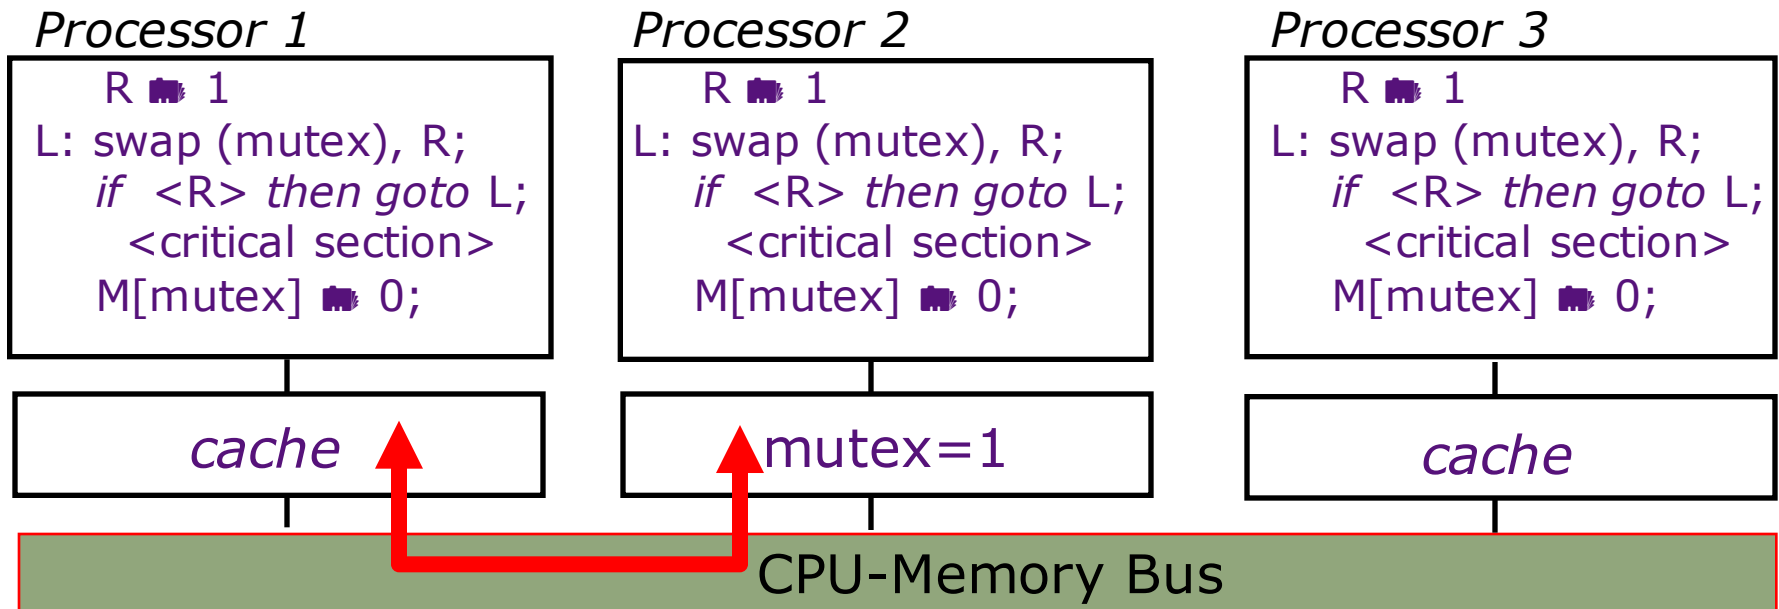 Processor 1
R 🖿 1
L: swap (mutex), R;
if <R> then goto L;
<critical section>
M[mutex] 🖿 0;
cache
Processor 2
R 🖿 1
L: swap (mutex), R;
if <R> then goto L;
<critical section>
M[mutex] 🖿 0;
mutex=1
Processor 3
R 🖿 1
L: swap (mutex), R;
if <R> then goto L;
<critical section>
M[mutex] 🖿 0;
cache
CPU-Memory Bus